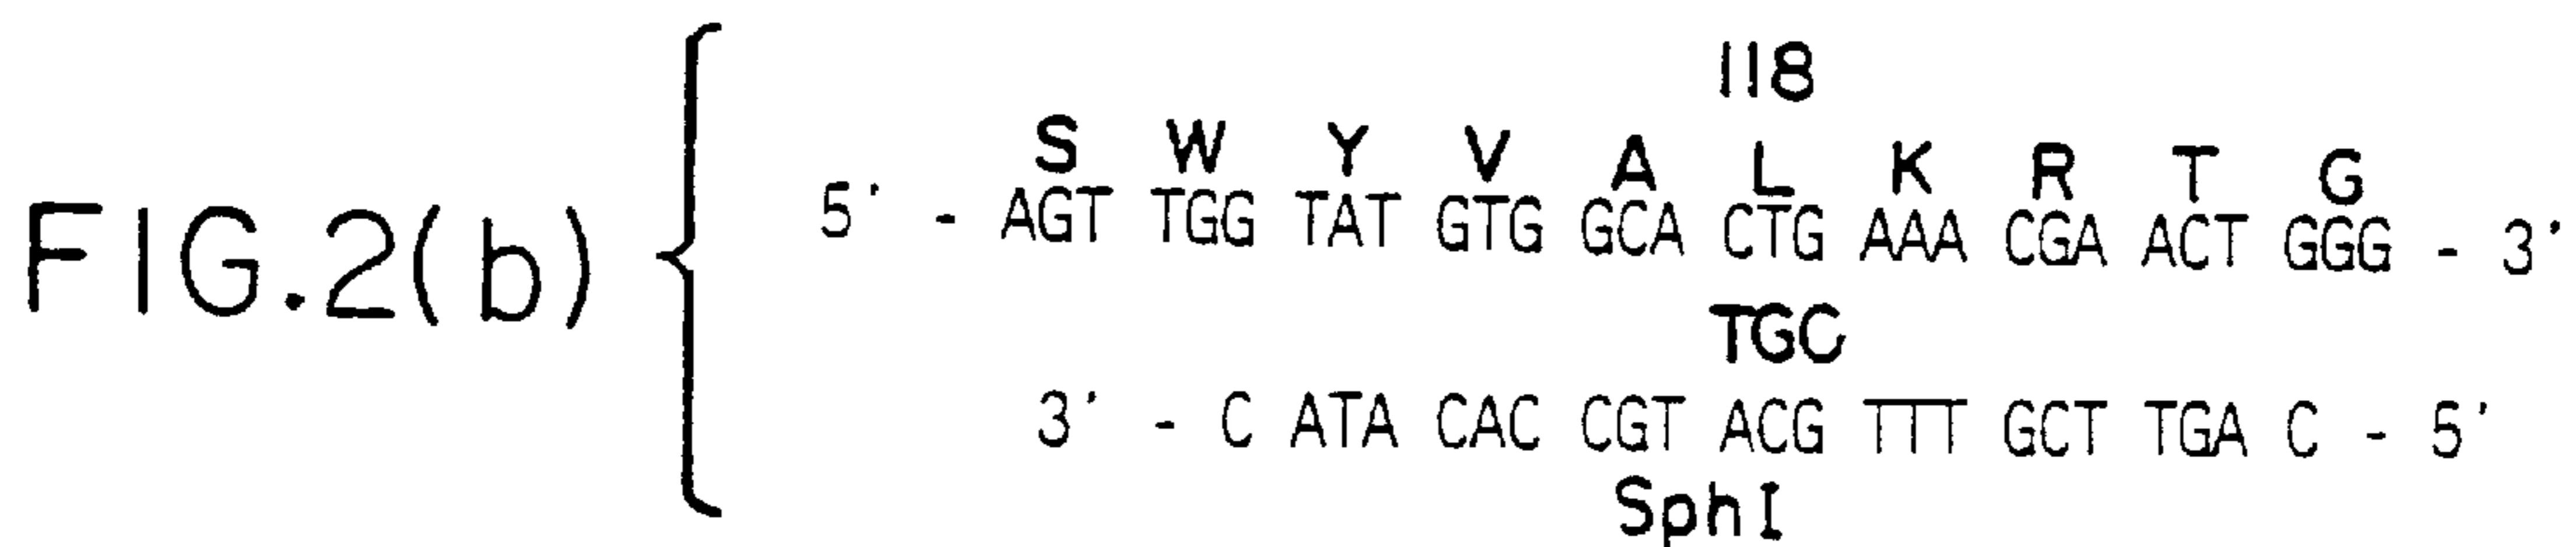 118
S W Y V A L K R T G
FIG.2(b)
5' - AGT TGG TAT GTG GCA CTG AAA CGA ACT GGG - 3'
TGC
3' - C ATA CAC CGT ACG TTT GCT TGA C - 5'
SphI